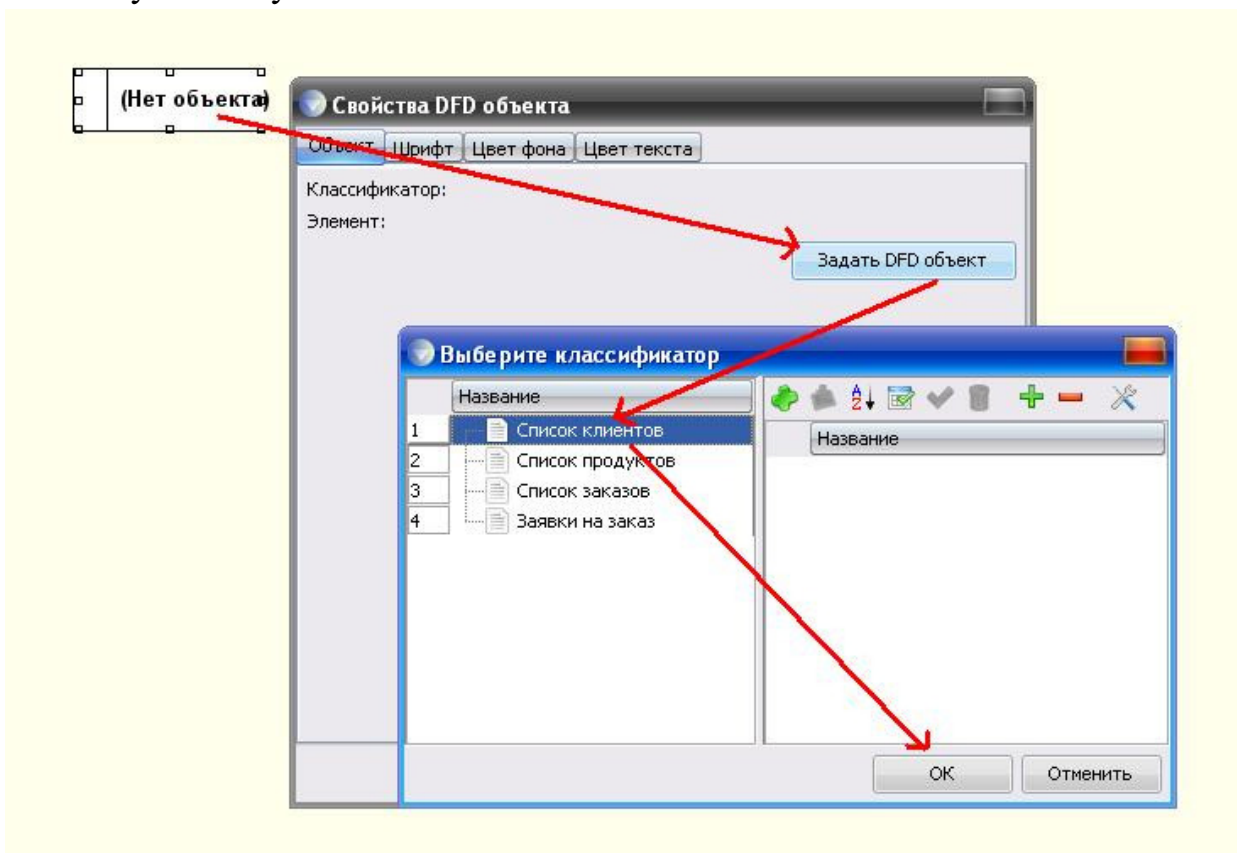 (Нет объекта)
Свойства DFD объекта
Объект Шрифт Цвет фона Цвет текста
Классификатор:
Элемент:
Задать DFD объект
Выберите классификатор
Название
1 Список клиентов
2 Список продуктов
3 Список заказов
4 Заявки на заказ
Название
ОК Отменить